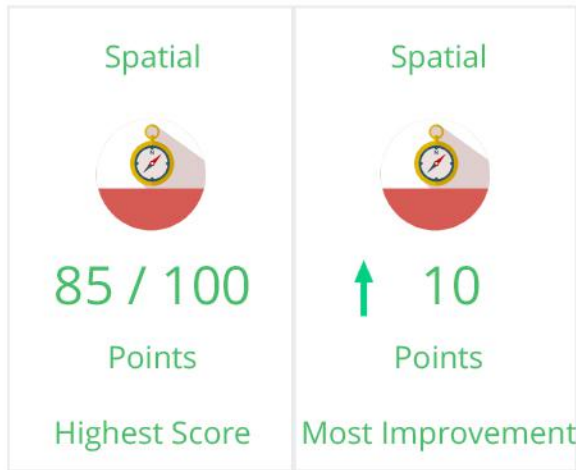 Spatial
N
85 / 100
Points
Highest Score
Spatial
N
10
Points
Most Improvement